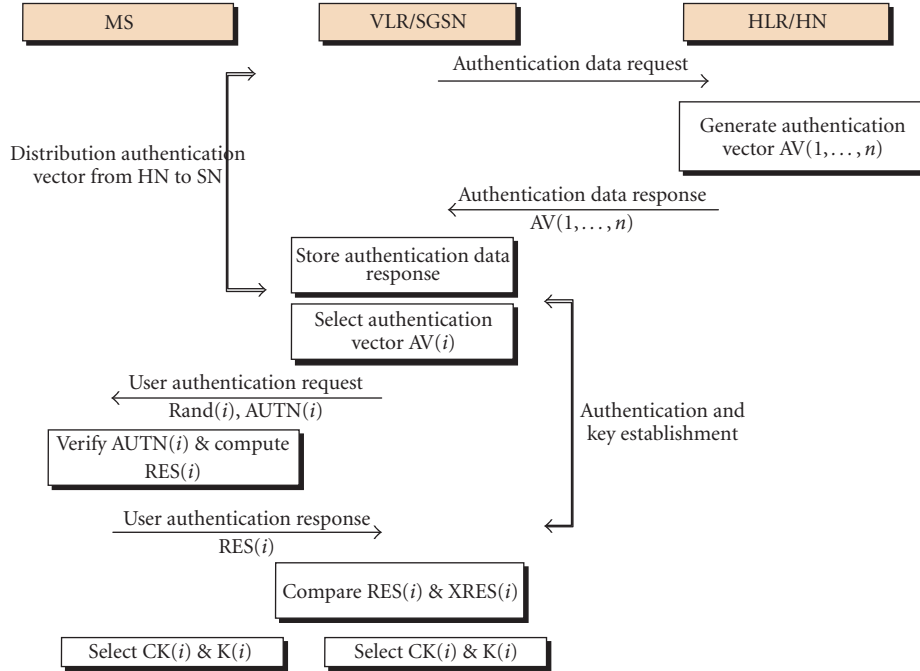 MS
VLR/SGSN
HLR/HN
Authentication data request
Generate authentication
vector AV(1,...,n)
Distribution authentication
vector from HN to SN
Authentication data response
AV(1,...,n)
Store authentication data
response
Select authentication
vector AV(i)
User authentication request
Rand(i), AUTN(i)
Authentication and
key establishment
Verify AUTN(i) & compute
RES(i)
User authentication response
RES(i)
Compare RES(i) & XRES(i)
Select CK(i) & K(i)
Select CK(i) & K(i)